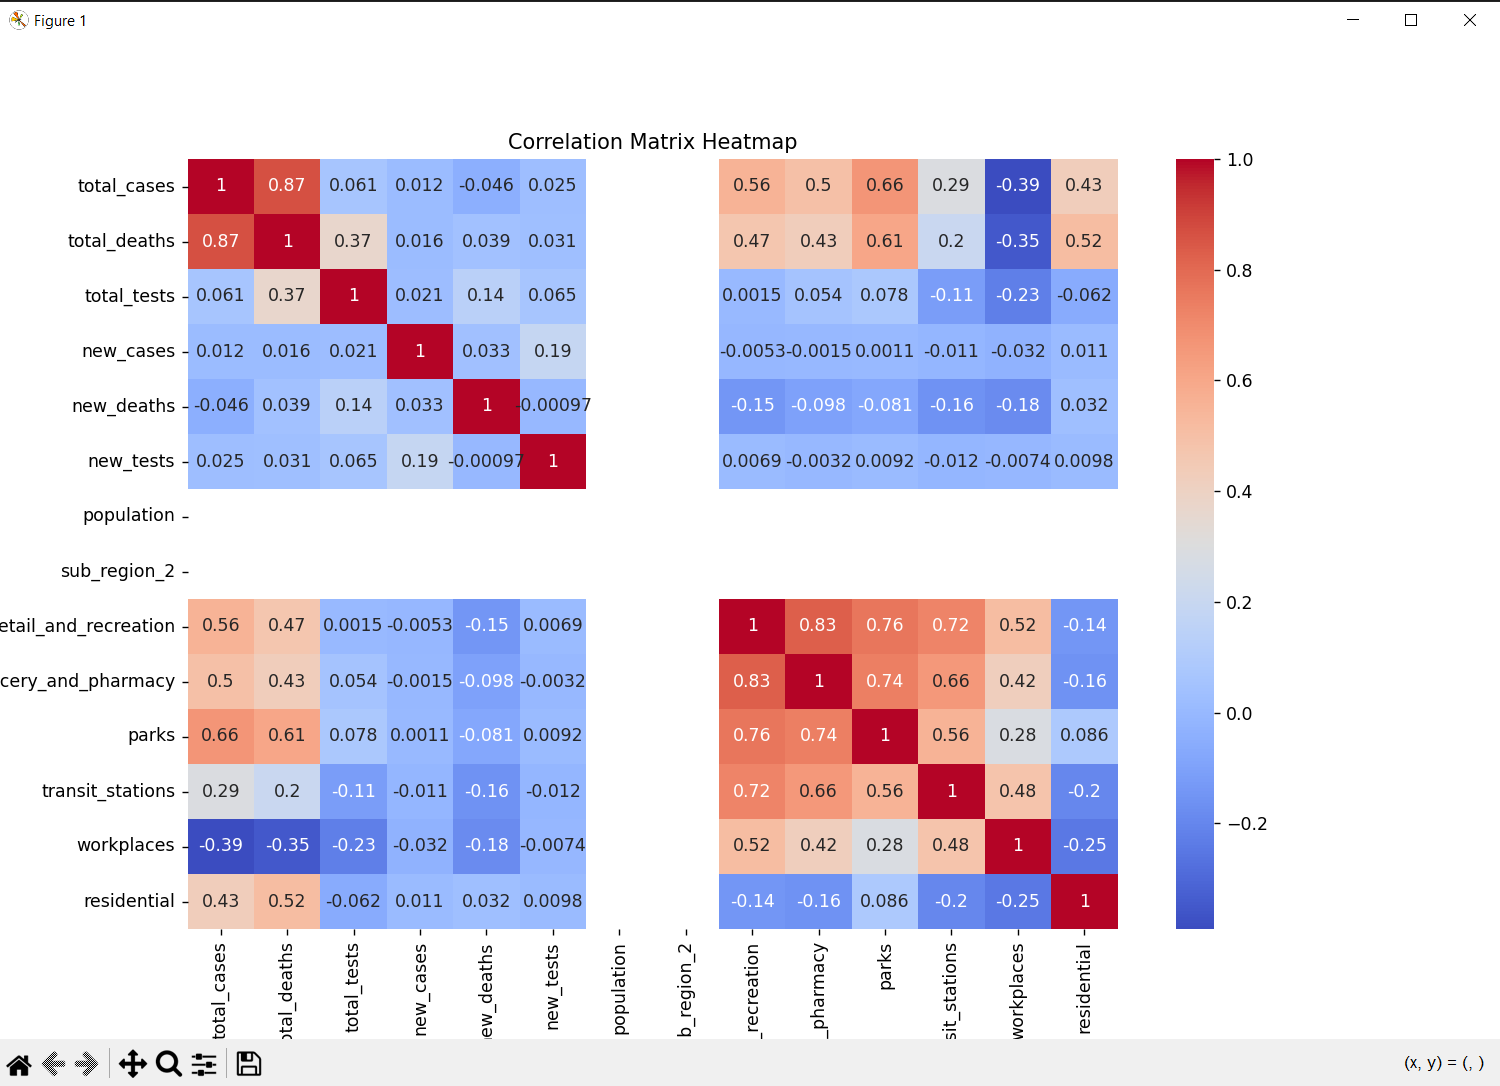 Figure 1
Correlation Matrix Heatmap
total_cases 1 0.87 0.061 0.012 -0.046 0.025 0.56 0.5 0.66 0.29 -0.39 0.43 1.0
total_deaths 0.87 1 0.37 0.016 0.039 0.031 0.47 0.43 0.61 0.2 -0.35 0.52
0.8
total_tests 0.061 0.37 1 0.021 0.14 0.065 0.0015 0.054 0.078 -0.11 -0.23 -0.062
new_cases 0.012 0.016 0.021 1 0.033 0.19 -0.0053 -0.0015 0.0011 -0.011 -0.032 0.011
0.6
new_deaths -0.046 0.039 0.14 0.033 1 -0.00097 -0.15 -0.098 -0.081 -0.16 -0.18 0.032
new_tests 0.025 0.031 0.065 0.19 -0.00097 1 0.0069 -0.0032 0.0092 -0.012 -0.0074 0.0098
0.4
population
sub_region_2
0.2
etail_and_recreation 0.56 0.47 0.0015 -0.0053 -0.15 0.0069 1 0.83 0.76 0.72 0.52 -0.14
cery_and_pharmacy 0.5 0.43 0.054 -0.0015 -0.098 -0.0032 0.83 1 0.74 0.66 0.42 -0.16
0.0
parks 0.66 0.61 0.078 0.0011 -0.081 0.0092 0.76 0.74 1 0.56 0.28 0.086
transit_stations 0.29 0.2 -0.11 -0.011 -0.16 -0.012 0.72 0.66 0.56 1 0.48 -0.2
−0.2
workplaces -0.39 -0.35 -0.23 -0.032 -0.18 -0.0074 0.52 0.42 0.28 0.48 1 -0.25
residential 0.43 0.52 -0.062 0.011 0.032 0.0098 -0.14 -0.16 0.086 -0.2 -0.25 1
total_cases
otal_deaths
total_tests
new_cases
ew_deaths
new_tests
population
b_region_2
_recreation
_pharmacy
parks
sit_stations
workplaces
residential
(x, y) = (, )